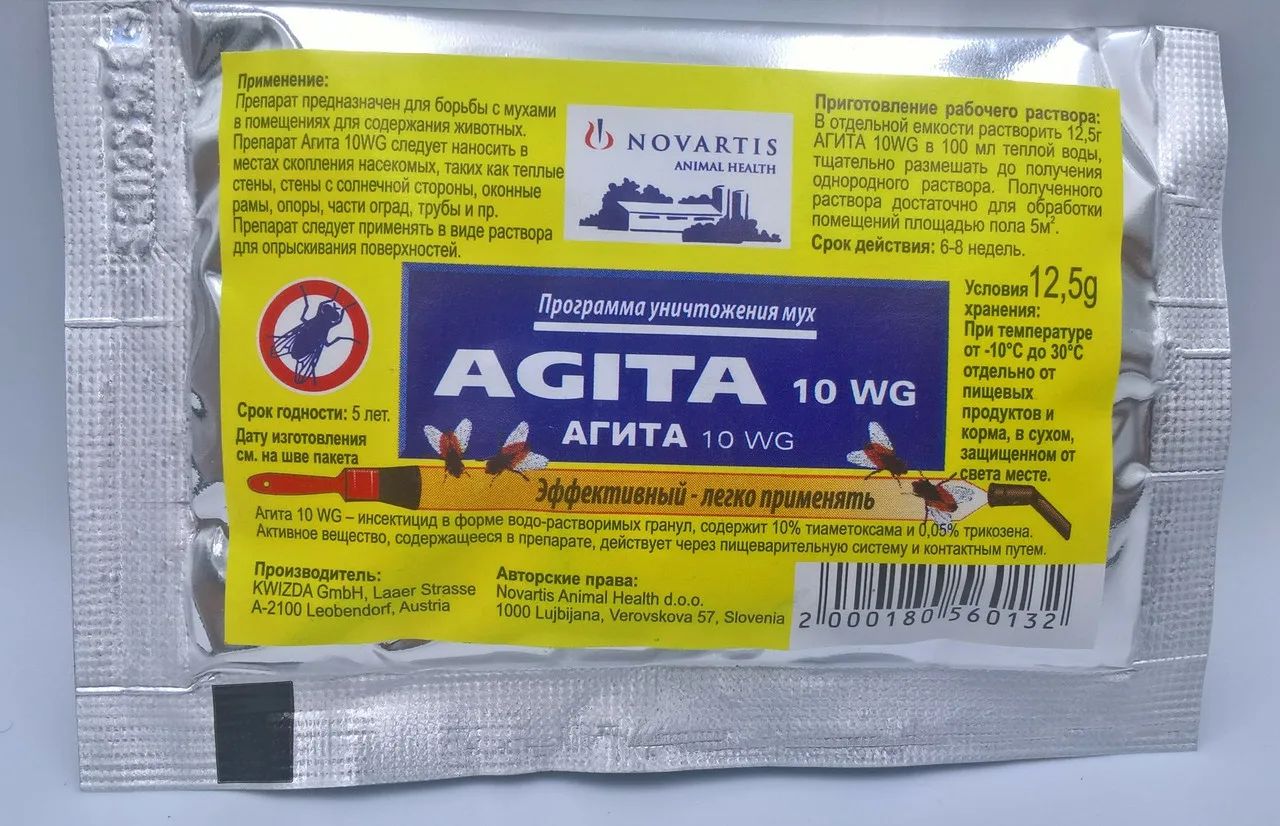 Применение:
Препарат предназначен для борьбы с мухами
в помещениях для содержания животных.
Препарат Агита 10WG следует наносить в
местах скопления насекомых, таких как теплые
стены, стены с солнечной стороны, оконные
рамы, опоры, части оград, трубы и пр.
Препарат следует применять в виде раствора
для опрыскивания поверхностей.
NOVARTIS
ANIMAL HEALTH
Приготовление рабочего раствора:
В отдельной емкости растворить 12,5г
АГИТА 10WG в 100 мл теплой воды,
тщательно размешать до получения
однородного раствора. Полученного
раствора достаточно для обработки
помещений площадью пола 5м².
Срок действия: 6-8 недель.
Программа уничтожения мух
AGITA 10 WG
АГИТА 10 WG
Срок годности: 5 лет.
Дату изготовления
см. на шве пакета
12,5g
Условия
хранения:
При температуре
от -10°C до 30°C
отдельно от
пищевых
продуктов и
корма, в сухом,
защищенном от
света месте.
Эффективный - легко применять
Агита 10 WG – инсектицид в форме водо-растворимых гранул, содержит 10% тиаметоксама и 0,05% трикозена.
Активное вещество, содержащееся в препарате, действует через пищеварительную систему и контактным путем.
Производитель:
KWIZDA GmbH, Laaer Strasse
A-2100 Leobendorf, Austria
Авторские права:
Novartis Animal Health d.o.o.
1000 Lujbijana, Verovskova 57, Slovenia
2 000180 560132